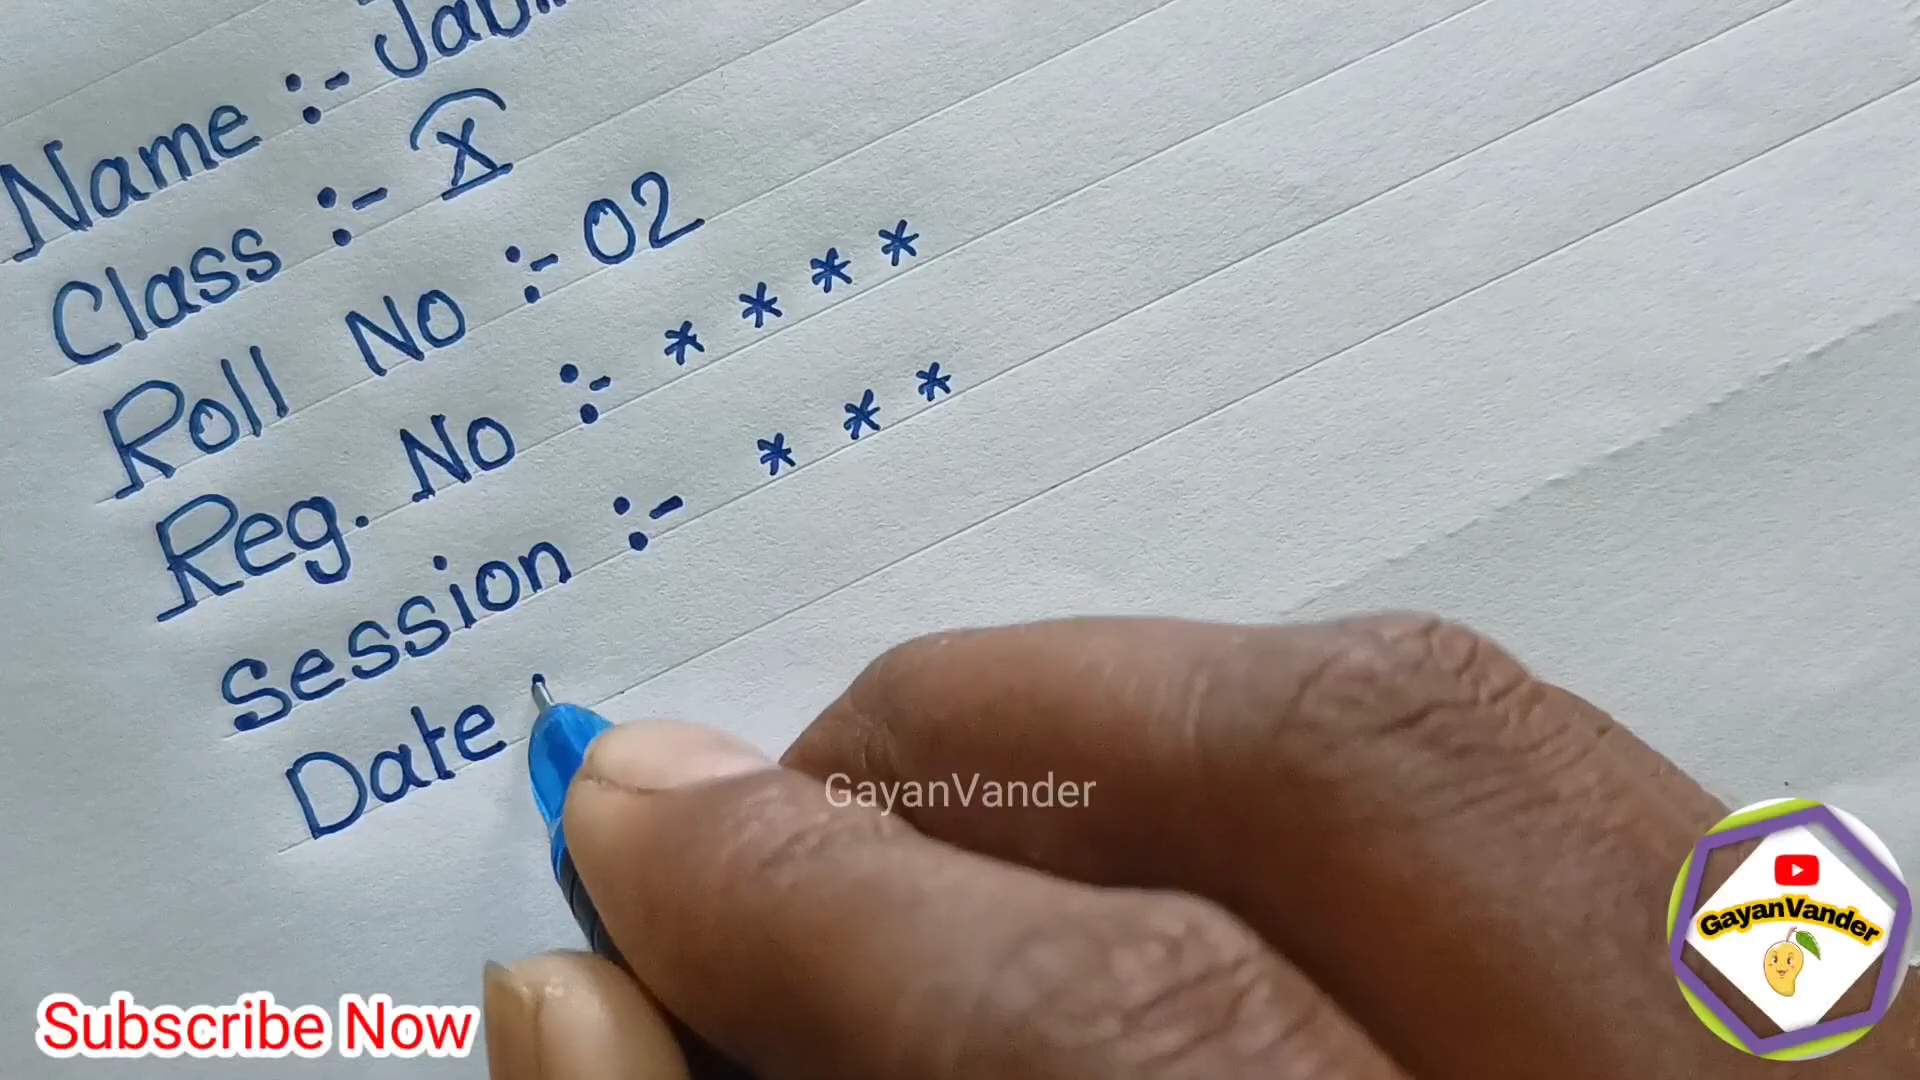 Name :-
Class :- X
Roll No :- 02
Reg. No :- * * * *
Session :- * * *
Date
GayanVander
GayanVander
Subscribe Now